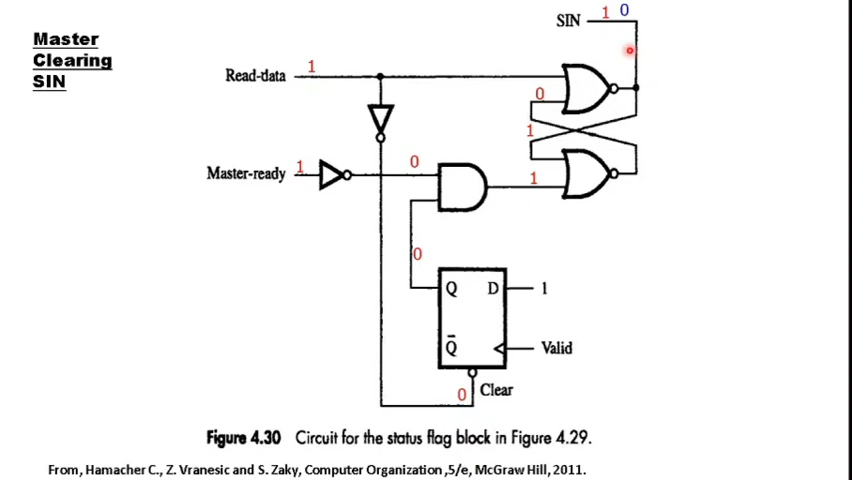 SIN 1 0
Master
Clearing
SIN
Read-data 1
0
1
Master-ready 1
0
1
0
Q D 1
Q̅ Valid
0 Clear
Figure 4.30 Circuit for the status flag block in Figure 4.29.
From, Hamacher C., Z. Vranesic and S. Zaky, Computer Organization ,5/e, McGraw Hill, 2011.